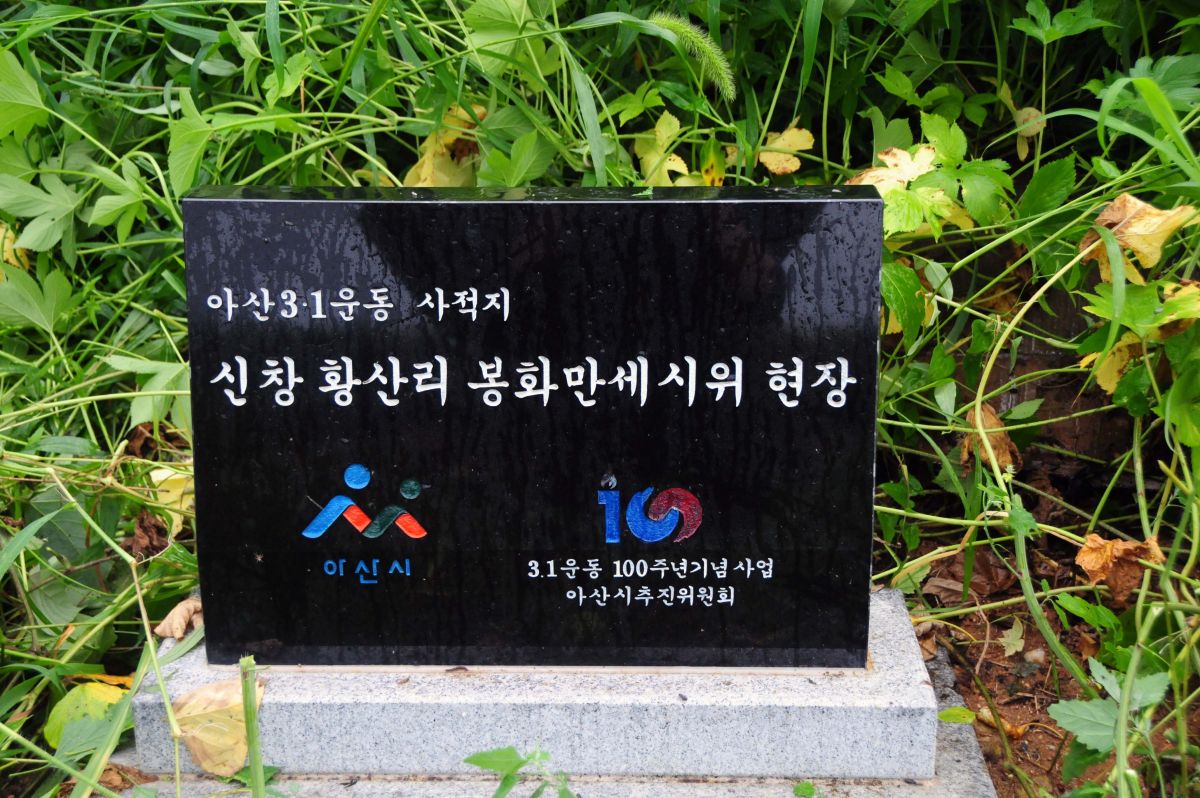 아산3·1운동 사적지
신창 황산리 봉화만세시위 현장
아산시
100
3.1운동 100주년기념사업
아산시추진위원회